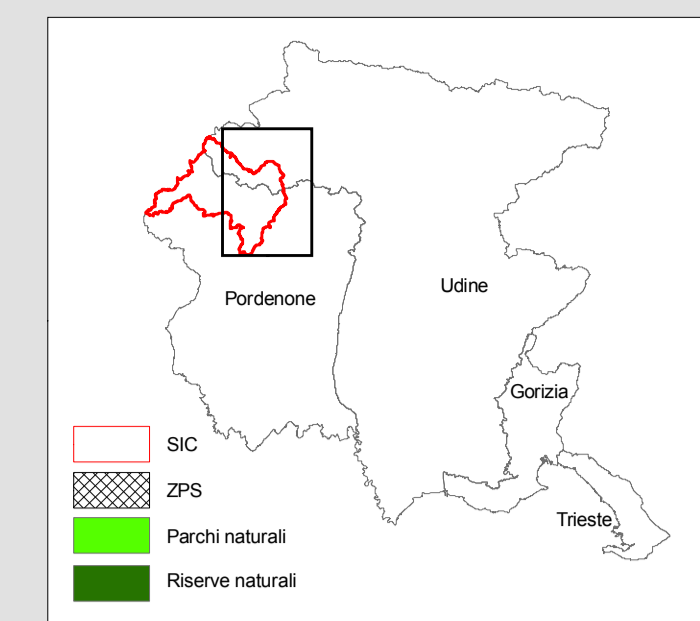 Pordenone
Udine
Gorizia
Trieste
SIC
ZPS
Parchi naturali
Riserve naturali